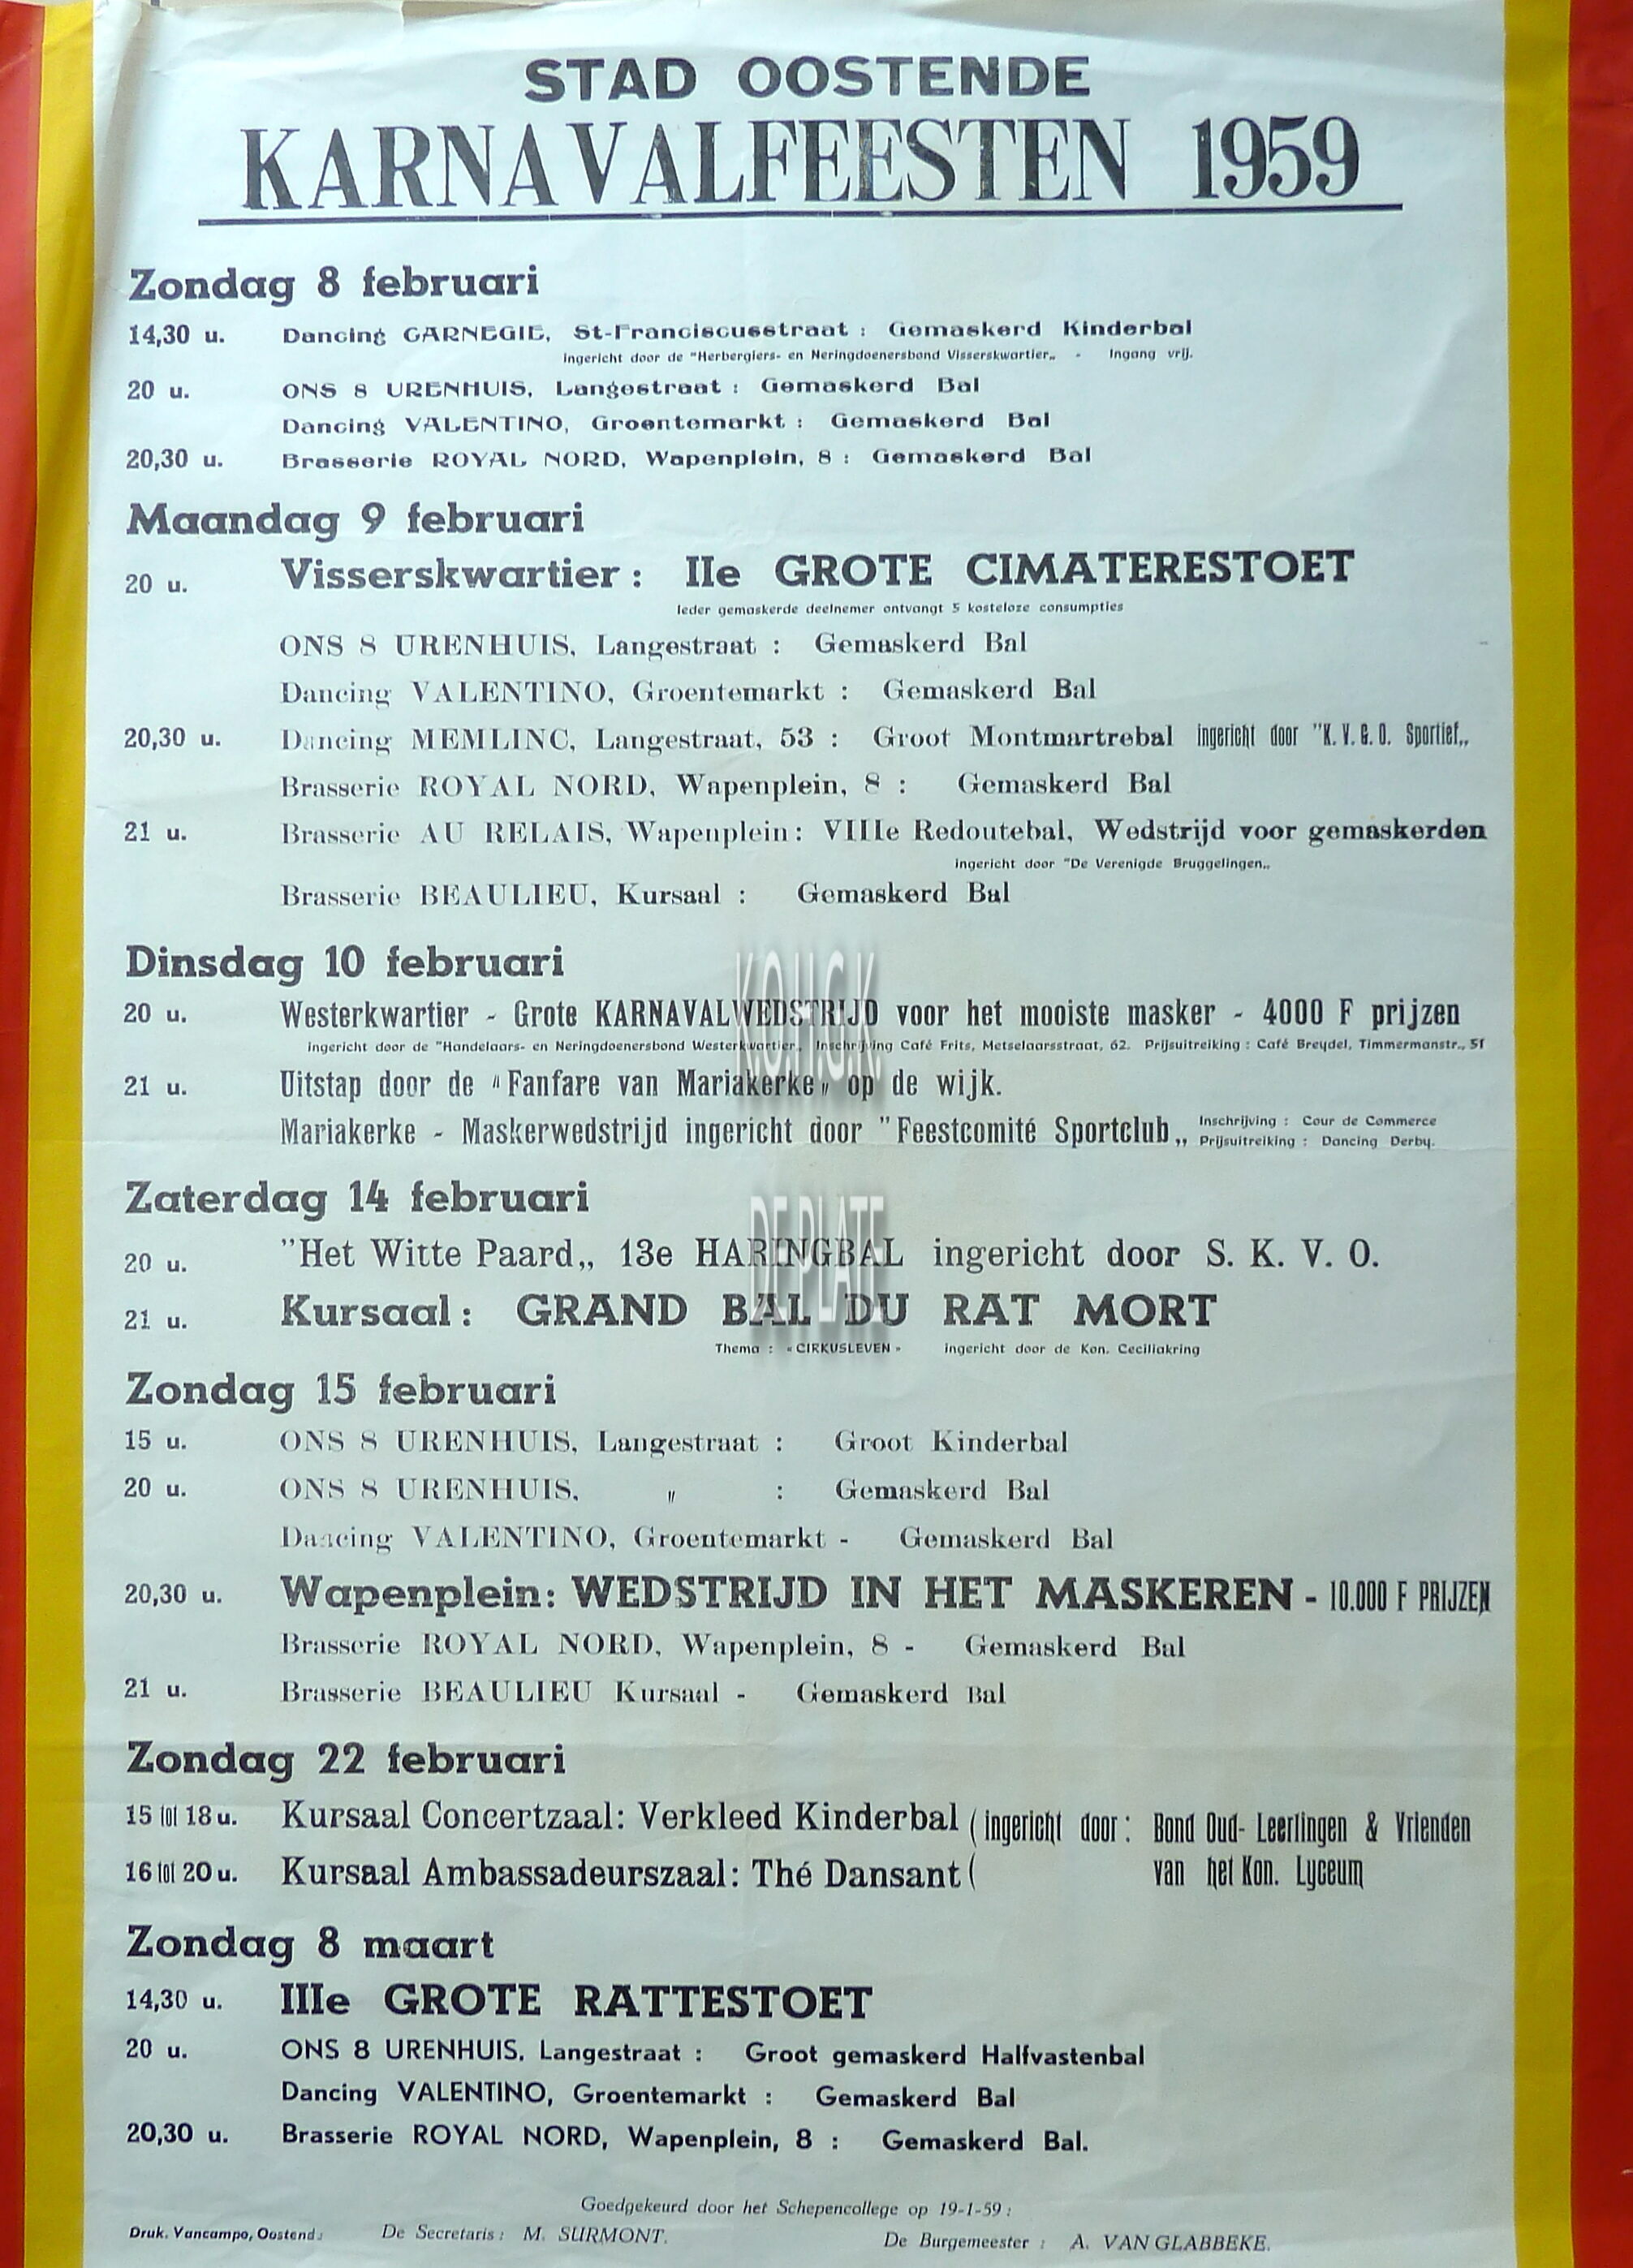 STAD OOSTENDE
KARNAVALFEESTEN 1959
Zondag 8 februari
14,30 u. Dancing CARNEGIE, St-Franciscusstraat : Gemaskerd Kinderbal
ingericht door de "Herbergiers- en Neringdoenersbond Visserskwartier„ - Ingang vrij.
20 u. ONS 8 URENHUIS, Langestraat : Gemaskerd Bal
Dancing VALENTINO, Groentemarkt : Gemaskerd Bal
20,30 u. Brasserie ROYAL NORD, Wapenplein, 8 : Gemaskerd Bal
Maandag 9 februari
20 u. Visserskwartier : IIe GROTE CIMATERESTOET
Ieder gemaskerde deelnemer ontvangt 5 kosteloze consumpties
ONS 8 URENHUIS, Langestraat : Gemaskerd Bal
Dancing VALENTINO, Groentemarkt : Gemaskerd Bal
20,30 u. Dancing MEMLINC, Langestraat, 53 : Groot Montmartrebal ingericht door "K. V. G. O. Sportief„
Brasserie ROYAL NORD, Wapenplein, 8 : Gemaskerd Bal
21 u. Brasserie AU RELAIS, Wapenplein : VIIIe Redoutebal, Wedstrijd voor gemaskerden
ingericht door "De Verenigde Bruggelingen„
Brasserie BEAULIEU, Kursaal : Gemaskerd Bal
Dinsdag 10 februari
20 u. Westerkwartier - Grote KARNAVALWEDSTRIJD voor het mooiste masker - 4000 F prijzen
ingericht door de "Handelaars- en Neringdoenersbond Westerkwartier„ Inschrijving Café Frits, Metselaarsstraat, 62. Prijsuitreiking : Café Breydel, Timmermanstr., 51
21 u. Uitstap door de "Fanfare van Mariakerke„ op de wijk.
Mariakerke - Maskerwedstrijd ingericht door "Feestcomité Sportclub„ Inschrijving : Cour de Commerce
Prijsuitreiking : Dancing Derby.
Zaterdag 14 februari
20 u. "Het Witte Paard„ 13e HARINGBAL ingericht door S. K. V. O.
21 u. Kursaal : GRAND BAL DU RAT MORT
Thema : «CIRKUSLEVEN» ingericht door de Kon. Ceciliakring
Zondag 15 februari
15 u. ONS 8 URENHUIS, Langestraat : Groot Kinderbal
20 u. ONS 8 URENHUIS, " : Gemaskerd Bal
Dancing VALENTINO, Groentemarkt - Gemaskerd Bal
20,30 u. Wapenplein : WEDSTRIJD IN HET MASKEREN - 10.000 F PRIJZEN
Brasserie ROYAL NORD, Wapenplein, 8 - Gemaskerd Bal
21 u. Brasserie BEAULIEU Kursaal - Gemaskerd Bal
Zondag 22 februari
15 tot 18 u. Kursaal Concertzaal : Verkleed Kinderbal ( ingericht door : Bond Oud- Leerlingen & Vrienden
16 tot 20 u. Kursaal Ambassadeurszaal : Thé Dansant ( van het Kon. Lyceum
Zondag 8 maart
14,30 u. IIIe GROTE RATTESTOET
20 u. ONS 8 URENHUIS, Langestraat : Groot gemaskerd Halfvastenbal
Dancing VALENTINO, Groentemarkt : Gemaskerd Bal
20,30 u. Brasserie ROYAL NORD, Wapenplein, 8 : Gemaskerd Bal.
Goedgekeurd door het Schepencollege op 19-1-59 :
Druk. Vancampo, Oostende De Secretaris : M. SURMONT. De Burgemeester : A. VAN GLABBEKE.
KOHGK
DE PLATE